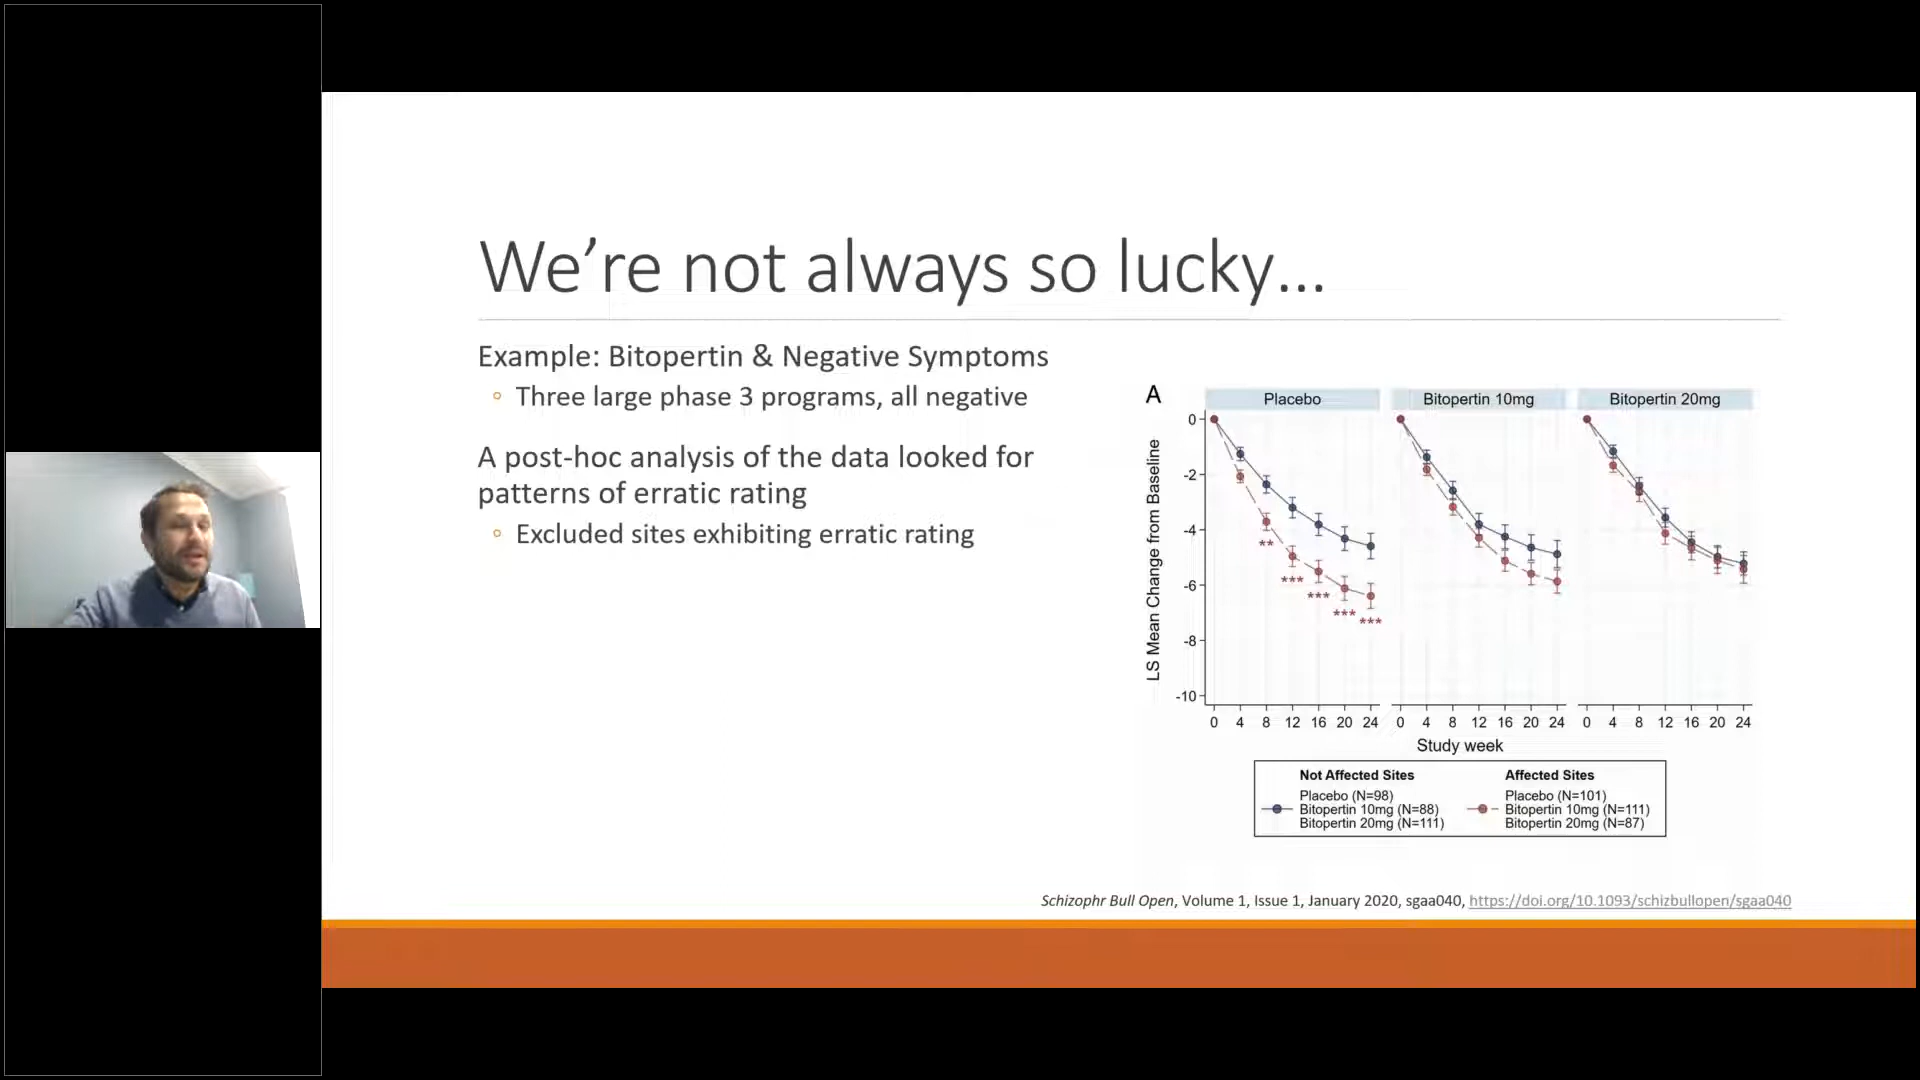 We're not always so lucky…
Example: Bitopertin & Negative Symptoms
◦ Three large phase 3 programs, all negative
A post-hoc analysis of the data looked for
patterns of erratic rating
◦ Excluded sites exhibiting erratic rating
A
Placebo
Bitopertin 10mg
Bitopertin 20mg
LS Mean Change from Baseline
0
-2
-4
-6
-8
-10
**
***
***
***
***
0 4 8 12 16 20 24
0 4 8 12 16 20 24
0 4 8 12 16 20 24
Study week
Not Affected Sites
Placebo (N=98)
Bitopertin 10mg (N=88)
Bitopertin 20mg (N=111)
Affected Sites
Placebo (N=101)
Bitopertin 10mg (N=111)
Bitopertin 20mg (N=87)
Schizophr Bull Open, Volume 1, Issue 1, January 2020, sgaa040, https://doi.org/10.1093/schizbullopen/sgaa040